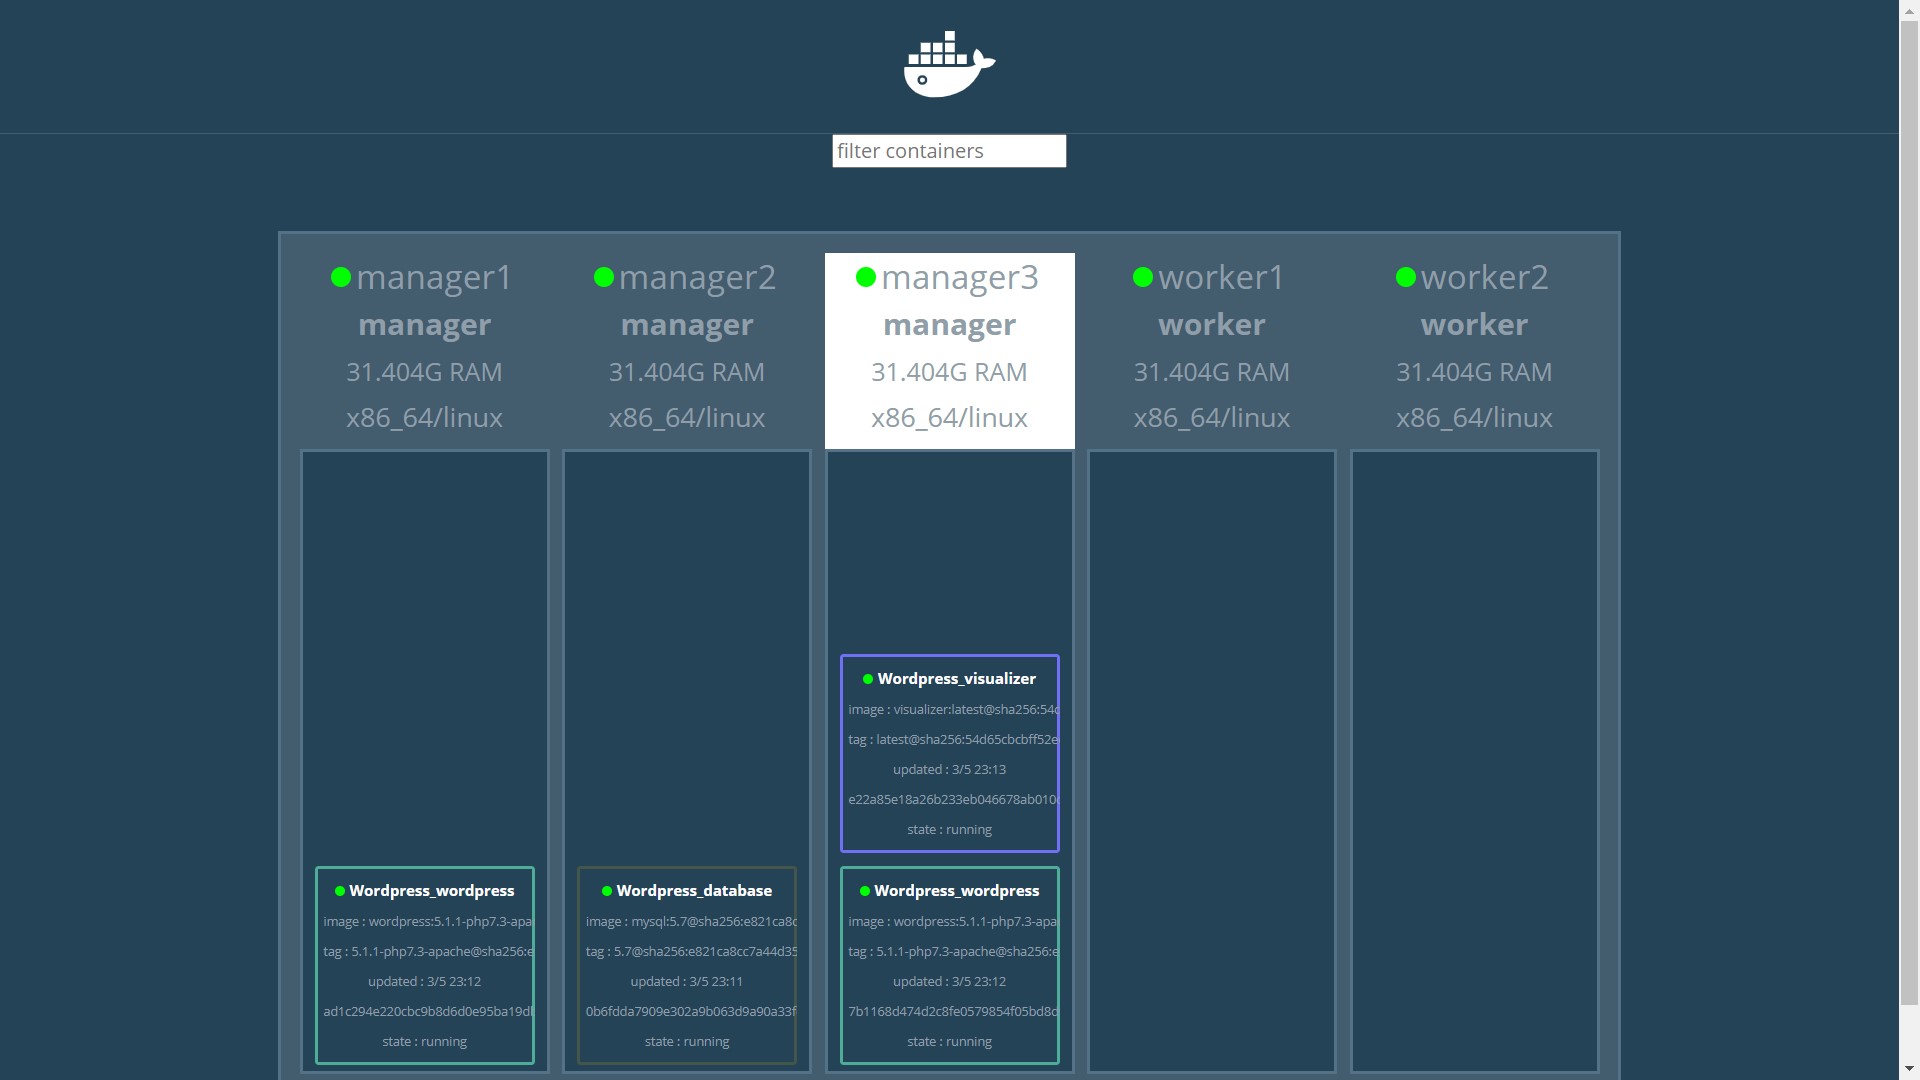 filter containers
manager1
manager
31.404G RAM
x86_64/linux
manager2
manager
31.404G RAM
x86_64/linux
manager3
manager
31.404G RAM
x86_64/linux
worker1
worker
31.404G RAM
x86_64/linux
worker2
worker
31.404G RAM
x86_64/linux
Wordpress_wordpress
image : wordpress:5.1.1-php7.3-apa
tag : 5.1.1-php7.3-apache@sha256:e
updated : 3/5 23:12
ad1c294e220cbc9b8d6d0e95ba19d
state : running
Wordpress_database
image : mysql:5.7@sha256:e821ca8c
tag : 5.7@sha256:e821ca8cc7a44d35
updated : 3/5 23:11
0b6fdda7909e302a9b063d9a90a33f
state : running
Wordpress_visualizer
image : visualizer:latest@sha256:54d
tag : latest@sha256:54d65cbcbff52e
updated : 3/5 23:13
e22a85e18a26b233eb046678ab010
state : running
Wordpress_wordpress
image : wordpress:5.1.1-php7.3-apa
tag : 5.1.1-php7.3-apache@sha256:e
updated : 3/5 23:12
7b1168d474d2c8fe0579854f05bd8d
state : running